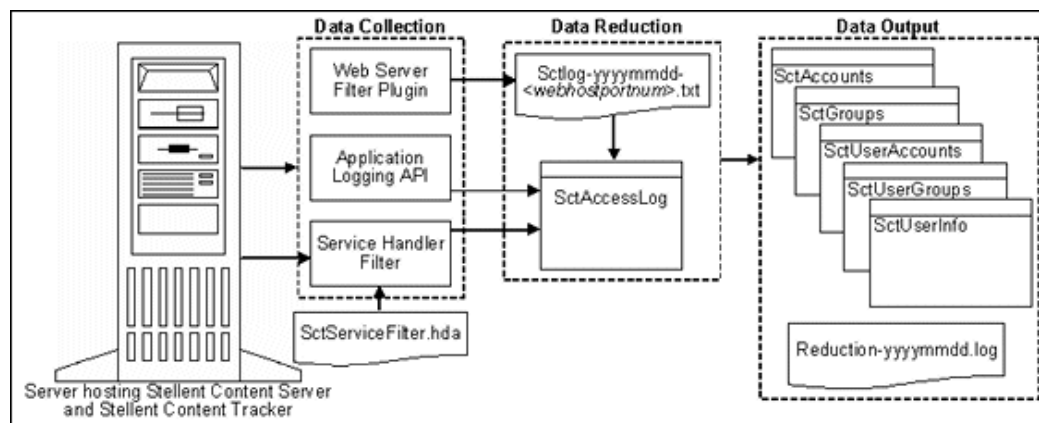 Data Collection
Data Reduction
Data Output
Web Server
Filter Plugin
Application
Logging API
Service Handler
Filter
SctServiceFilter.hda
Sctlog-yyyymmdd-
<webhostportnum>.txt
SctAccessLog
SctAccounts
SctGroups
SctUserAccounts
SctUserGroups
SctUserInfo
Reduction-yyyymmdd.log
Server hosting Stellent Content Server
and Stellent Content Tracker